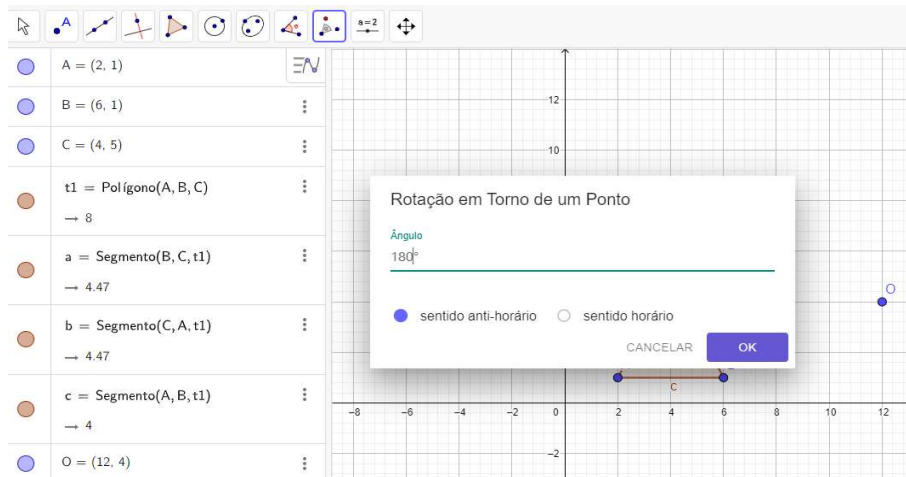 A
a = 2
A = (2, 1)
B = (6, 1)
C = (4, 5)
t1 = Polígono(A, B, C)
→ 8
a = Segmento(B, C, t1)
→ 4.47
b = Segmento(C, A, t1)
→ 4.47
c = Segmento(A, B, t1)
→ 4
O = (12, 4)
12
10
Rotação em Torno de um Ponto
Ângulo
180°
sentido anti-horário
sentido horário
CANCELAR
OK
O
c
−8 −6 −4 −2 0 2 4 6 8 10 12
−2